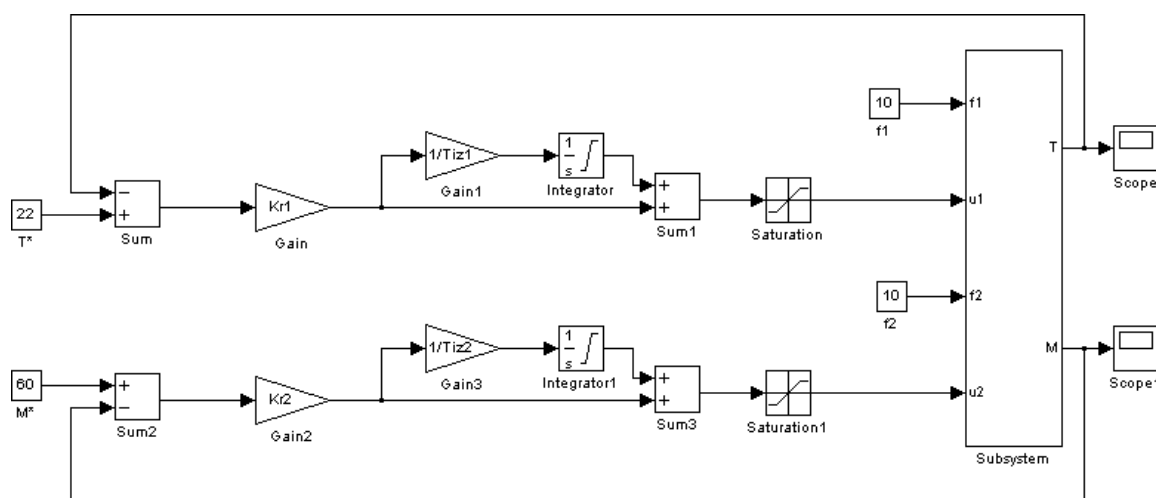 10
f1
f1
1/Tiz1
1
s
T
Integrator
Gain1
Scope
+
+
−
+
Kr1
u1
22
T*
Sum
Gain
Sum1
Saturation
10
f2
f2
1/Tiz2
1
s
M
60
M*
+
−
Gain3
Integrator1
+
+
Scope1
Kr2
u2
Sum2
Gain2
Sum3
Saturation1
Subsystem